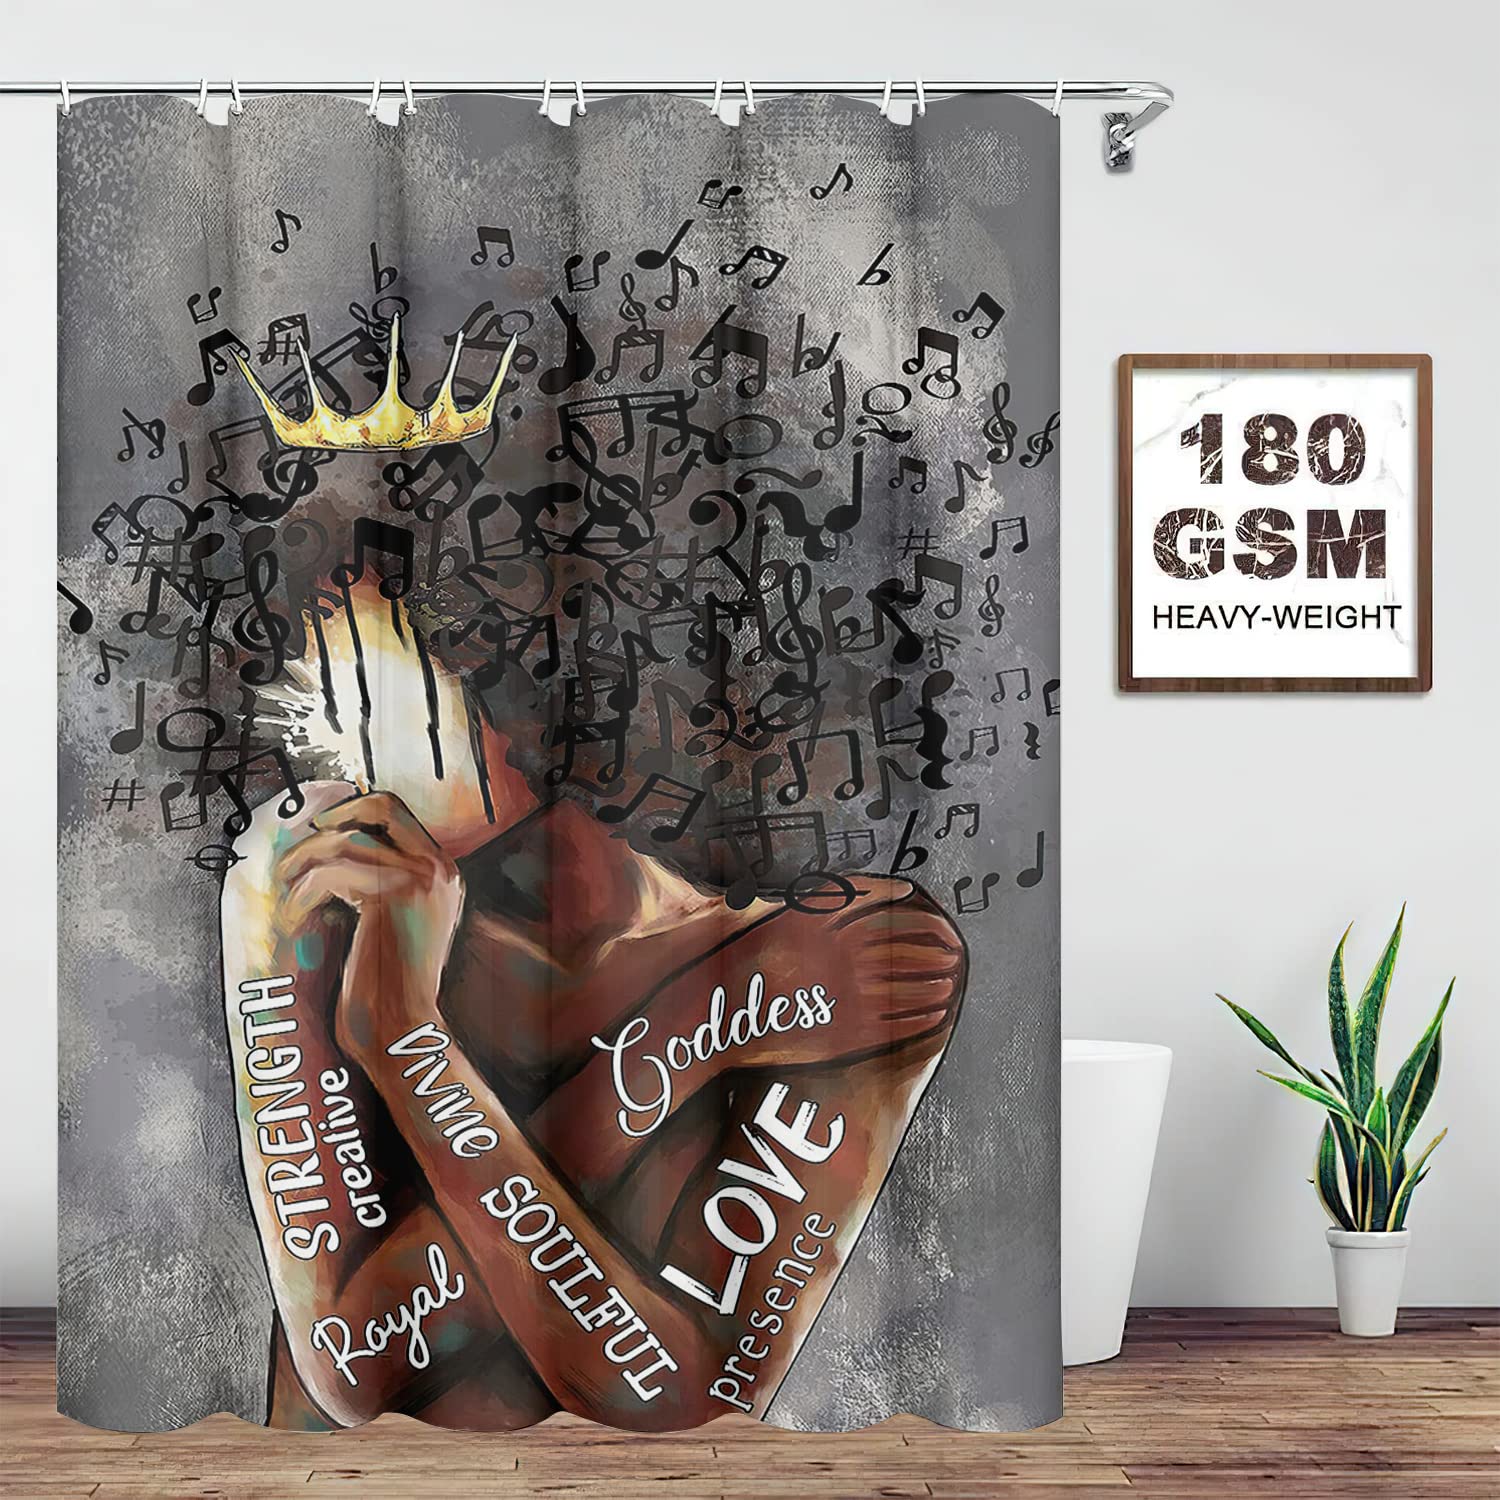 180
GSM
HEAVY-WEIGHT
STRENGTH
crealive
Divine
SOULFUL
Goddess
LOVE
presence
Royal